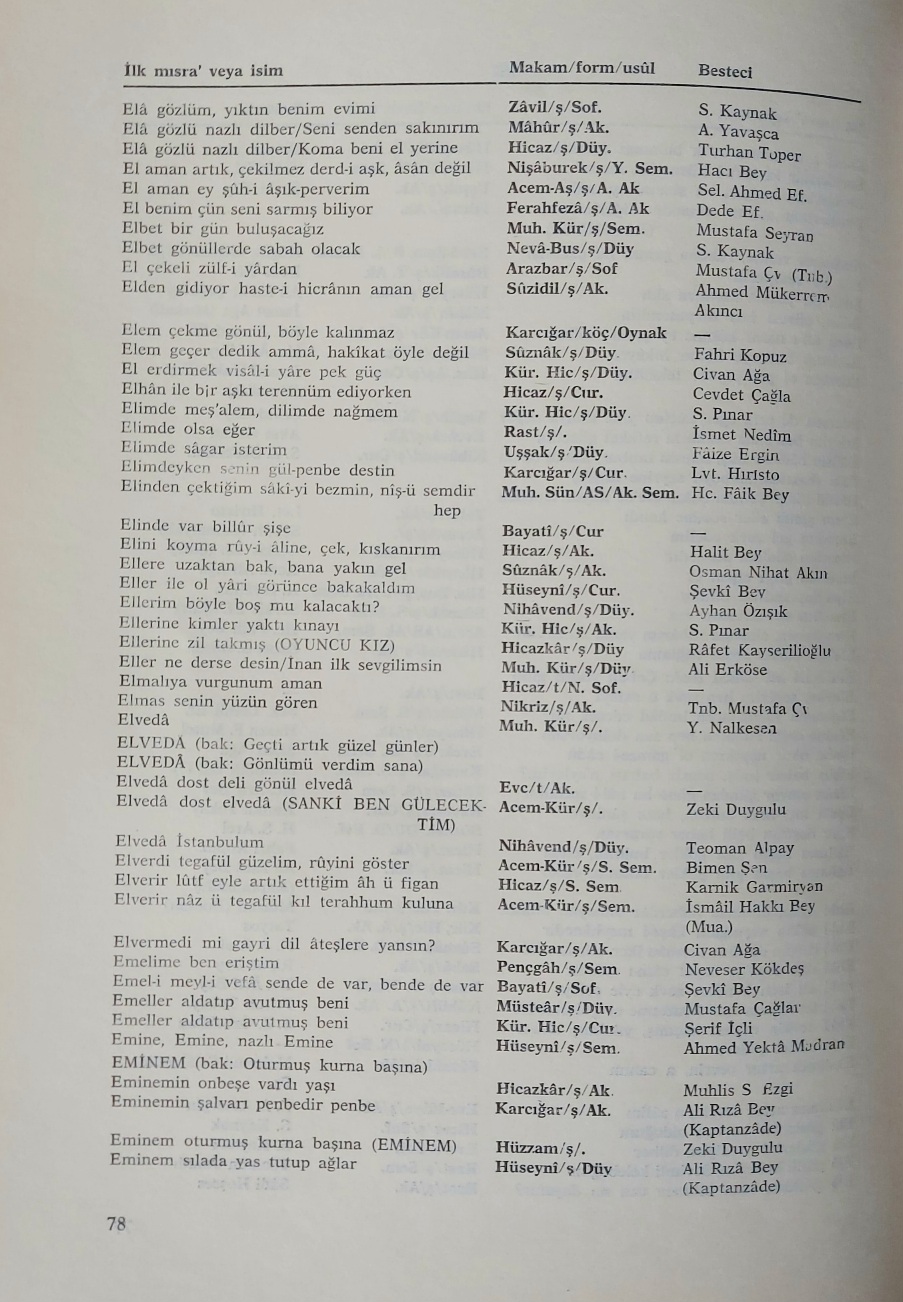 İlk mısra' veya isim Makam/form/usûl Besteci
Elâ gözlüm, yıktın benim evimi Zâvil/ş/Sof. S. Kaynak
Elâ gözlü nazlı dilber/Seni senden sakınırım Mâhûr/ş/Ak. A. Yavaşca
Elâ gözlü nazlı dilber/Koma beni el yerine Hicaz/ş/Düy. Turhan Toper
El aman artık, çekilmez derd-i aşk, âsân değil Nişâburek/ş/Y. Sem. Hacı Bey
El aman ey şûh-i âşık-perverim Acem-Aş/ş/A. Ak Sel. Ahmed Ef.
El benim çün seni sarmış biliyor Ferahfezâ/ş/A. Ak Dede Ef.
Elbet bir gün buluşacağız Muh. Kür/ş/Sem. Mustafa Seyran
Elbet gönüllerde sabah olacak Nevâ-Bus/ş/Düy S. Kaynak
El çekeli zülf-i yârdan Arazbar/ş/Sof Mustafa Çv (Tnb.)
Elden gidiyor haste-i hicrânın aman gel Sûzidil/ş/Ak. Ahmed Mükerrem
Akıncı
Elem çekme gönül, böyle kalınmaz Karcığar/köç/Oynak —
Elem geçer dedik ammâ, hakîkat öyle değil Sûznâk/ş/Düy. Fahri Kopuz
El erdirmek visâl-i yâre pek güç Kür. Hic/ş/Düy. Civan Ağa
Elhân ile bir aşkı terennüm ediyorken Hicaz/ş/Cur. Cevdet Çağla
Elimde meş'alem, dilimde nağmem Kür. Hic/ş/Düy. S. Pınar
Elimde olsa eğer Rast/ş/. İsmet Nedîm
Elimde sâgar isterim Uşşak/ş/Düy. Fâize Ergin
Elimdeyken senin gül-penbe destin Karcığar/ş/Cur. Lvt. Hıristo
Elinden çektiğim sâkî-yi bezmin, nîş-ü semdir Muh. Sün/AS/Ak. Sem. Hc. Fâik Bey
hep
Elinde var billûr şişe Bayatî/ş/Cur —
Elini koyma rûy-i âline, çek, kıskanırım Hicaz/ş/Ak. Halit Bey
Ellere uzaktan bak, bana yakın gel Sûznâk/ş/Ak. Osman Nihat Akın
Eller ile ol yâri görünce bakakaldım Hüseynî/ş/Cur. Şevkî Bey
Ellerim böyle boş mu kalacaktı? Nihâvend/ş/Düy. Ayhan Özışık
Ellerine kimler yaktı kınayı Kür. Hic/ş/Ak. S. Pınar
Ellerine zil takmış (OYUNCU KIZ) Hicazkâr/ş/Düy Râfet Kayserilioğlu
Eller ne derse desin/İnan ilk sevgilimsin Muh. Kür/ş/Düy. Ali Erköse
Elmalıya vurgunum aman Hicaz/t/N. Sof. —
Elmas senin yüzün gören Nikriz/ş/Ak. Tnb. Mustafa Çv
Elvedâ Muh. Kür/ş/. Y. Nalkesen
ELVEDÂ (bak: Geçti artık güzel günler)
ELVEDÂ (bak: Gönlümü verdim sana)
Elvedâ dost deli gönül elvedâ Evc/t/Ak. —
Elvedâ dost elvedâ (SANKİ BEN GÜLECEK- Acem-Kür/ş/. Zeki Duygulu
TİM)
Elvedâ İstanbulum Nihâvend/ş/Düy. Teoman Alpay
Elverdi tegafül güzelim, rûyini göster Acem-Kür/ş/S. Sem. Bimen Şen
Elverir lûtf eyle artık ettiğim âh ü figan Hicaz/ş/S. Sem. Karnik Garmiryan
Elverir nâz ü tegafül kıl terahhum kuluna Acem-Kür/ş/Sem. İsmâil Hakkı Bey
(Mua.)
Elvermedi mi gayri dil âteşlere yansın? Karcığar/ş/Ak. Civan Ağa
Emelime ben eriştim Pençgâh/ş/Sem. Neveser Kökdeş
Emel-i meyl-i vefâ sende de var, bende de var Bayatî/ş/Sof. Şevkî Bey
Emeller aldatıp avutmuş beni Müsteâr/ş/Düy. Mustafa Çağlar
Emeller aldatıp avutmuş beni Kür. Hic/ş/Cur. Şerif İçli
Emine, Emine, nazlı Emine Hüseynî/ş/Sem. Ahmed Yektâ Madran
EMİNEM (bak: Oturmuş kurna başına)
Eminemin onbeşe vardı yaşı Hicazkâr/ş/Ak. Muhlis S Ezgi
Eminemin şalvarı penbedir penbe Karcığar/ş/Ak. Ali Rızâ Bey
(Kaptanzâde)
Eminem oturmuş kurna başına (EMİNEM) Hüzzam/ş/. Zeki Duygulu
Eminem sılada yas tutup ağlar Hüseynî/ş/Düy Ali Rızâ Bey
(Kaptanzâde)
78